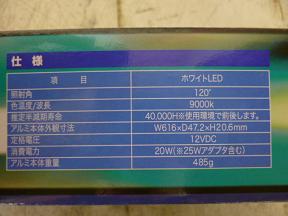 仕様
項目 ホワイトLED
照射角 120°
色温度/波長 9000k
推定半減期寿命 40,000H※使用環境で前後します。
アルミ本体外観寸法 W616×D47.2×H20.6mm
定格電圧 12VDC
消費電力 20W(※25Wアダプタ含む)
アルミ本体重量 485g